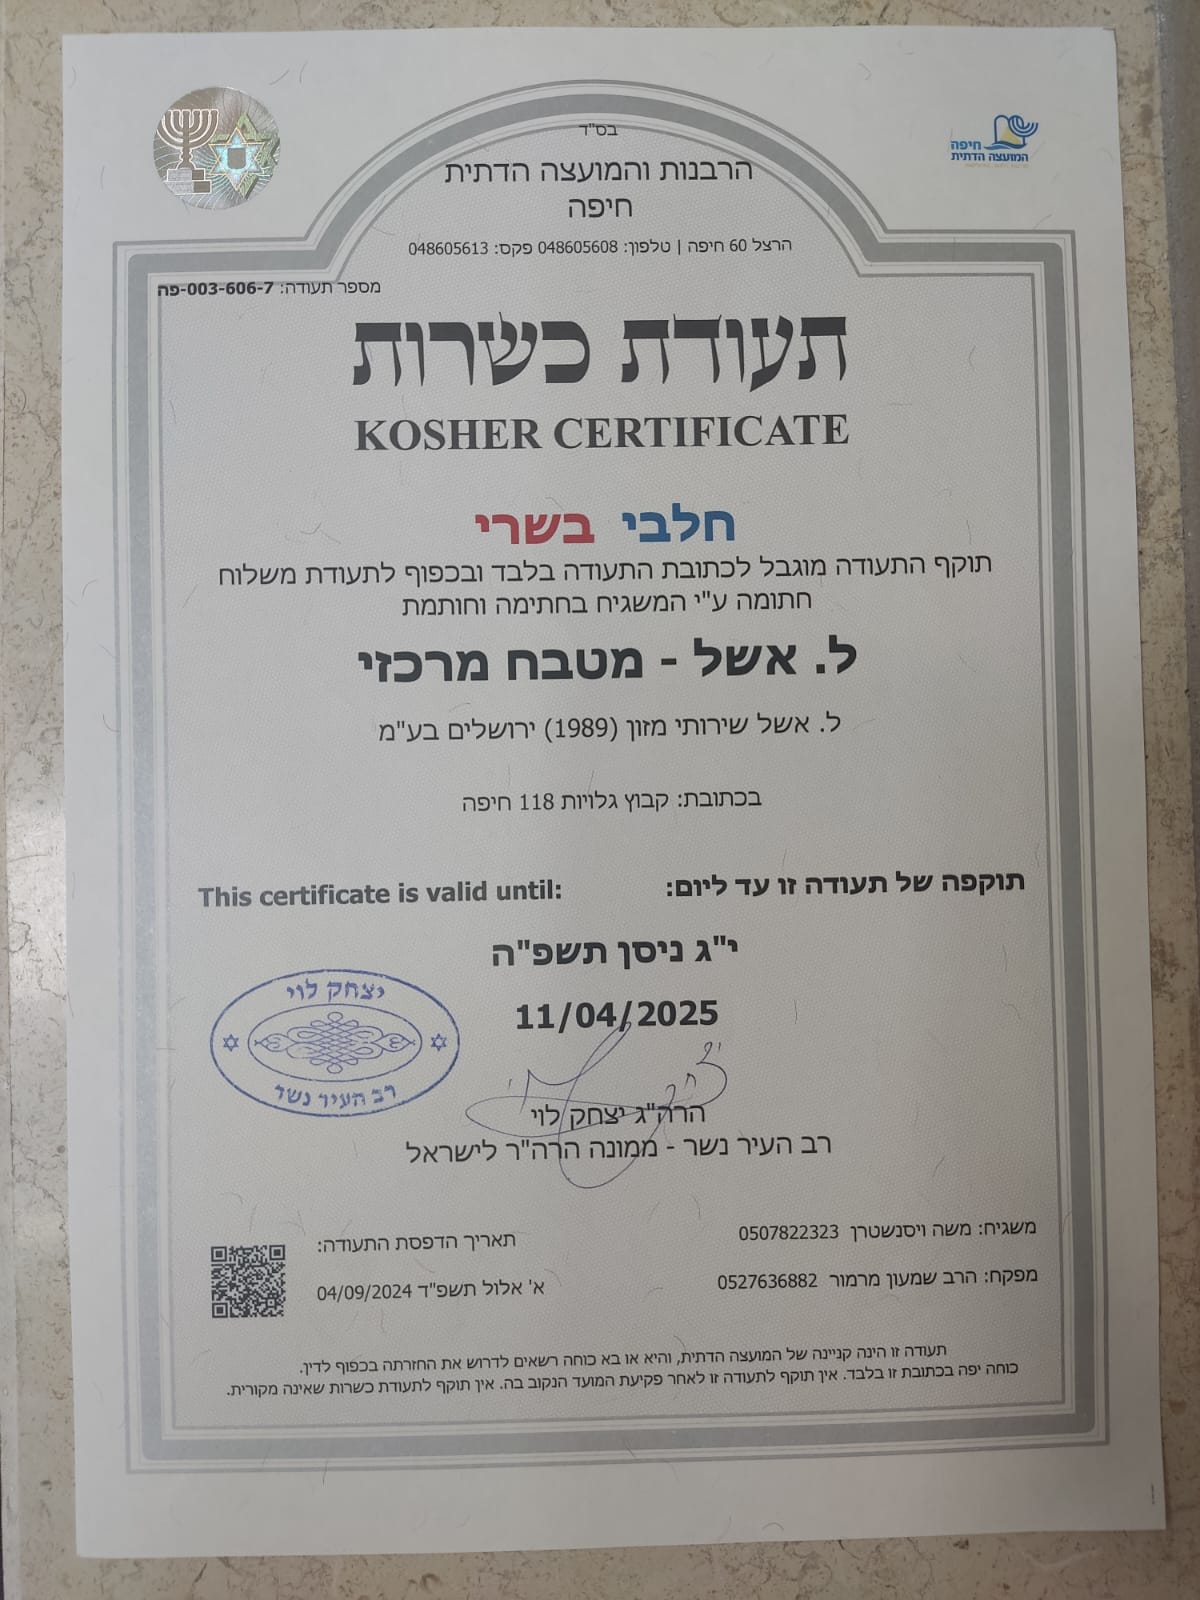 בס"ד
חיפה
המועצה הדתית
הרבנות והמועצה הדתית
חיפה
הרצל 60 חיפה | טלפון: 048605608 פקס: 048605613
מספר תעודה: 003-606-7-פה
תעודת כשרות
KOSHER CERTIFICATE
חלבי בשרי
תוקף התעודה מוגבל לכתובת התעודה בלבד ובכפוף לתעודת משלוח
חתומה ע"י המשגיח בחתימה וחותמת
ל. אשל - מטבח מרכזי
ל. אשל שירותי מזון (1989) ירושלים בע"מ
בכתובת: קבוץ גלויות 118 חיפה
תוקפה של תעודה זו עד ליום: This certificate is valid until:
י"ג ניסן תשפ"ה
11/04/2025
יצחק לוי
רב העיר נשר
הרה"ג יצחק לוי
רב העיר נשר - ממונה הרה"ר לישראל
משגיח: משה ויסנשטרן 0507822323
מפקח: הרב שמעון מרמור 0527636882
תאריך הדפסת התעודה:
א' אלול תשפ"ד 04/09/2024
תעודה זו הינה קניינה של המועצה הדתית, והיא או בא כוחה רשאים לדרוש את החזרתה בכפוף לדין.
כוחה יפה בכתובת זו בלבד. אין תוקף לתעודה זו לאחר פקיעת המועד הנקוב בה. אין תוקף לתעודת כשרות שאינה מקורית.